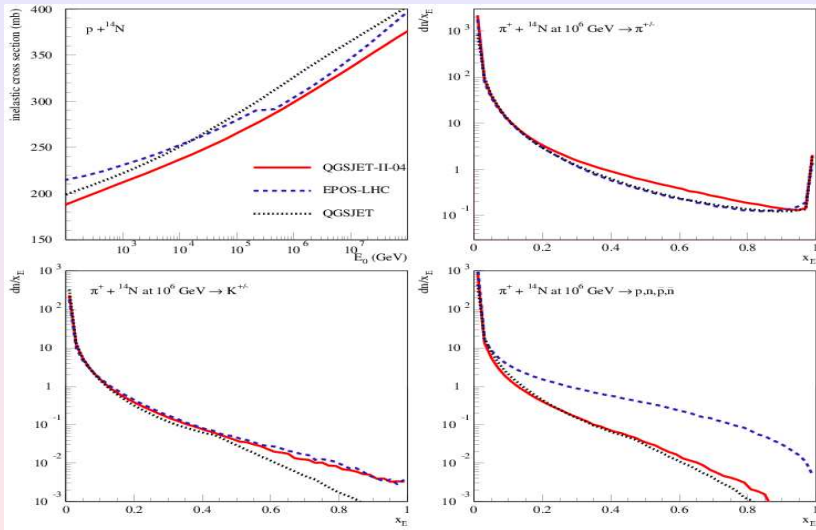 inelastic cross section (mb)
400
350
300
250
200
150
p + ¹⁴N
QGSJET-II-04
EPOS-LHC
QGSJET
10³ 10⁴ 10⁵ 10⁶ 10⁷
E₀ (GeV)
dn/x_E
π⁺ + ¹⁴N at 10⁶ GeV → π⁺/⁻
10³
10²
10
1
10⁻¹
0 0.2 0.4 0.6 0.8 1
x_E
dn/x_E
π⁺ + ¹⁴N at 10⁶ GeV → K⁺/⁻
10³
10²
10
1
10⁻¹
10⁻²
10⁻³
0 0.2 0.4 0.6 0.8 1
x_E
dn/x_E
π⁺ + ¹⁴N at 10⁶ GeV → p,n,p̄,n̄
10³
10²
10
1
10⁻¹
10⁻²
10⁻³
0 0.2 0.4 0.6 0.8 1
x_E